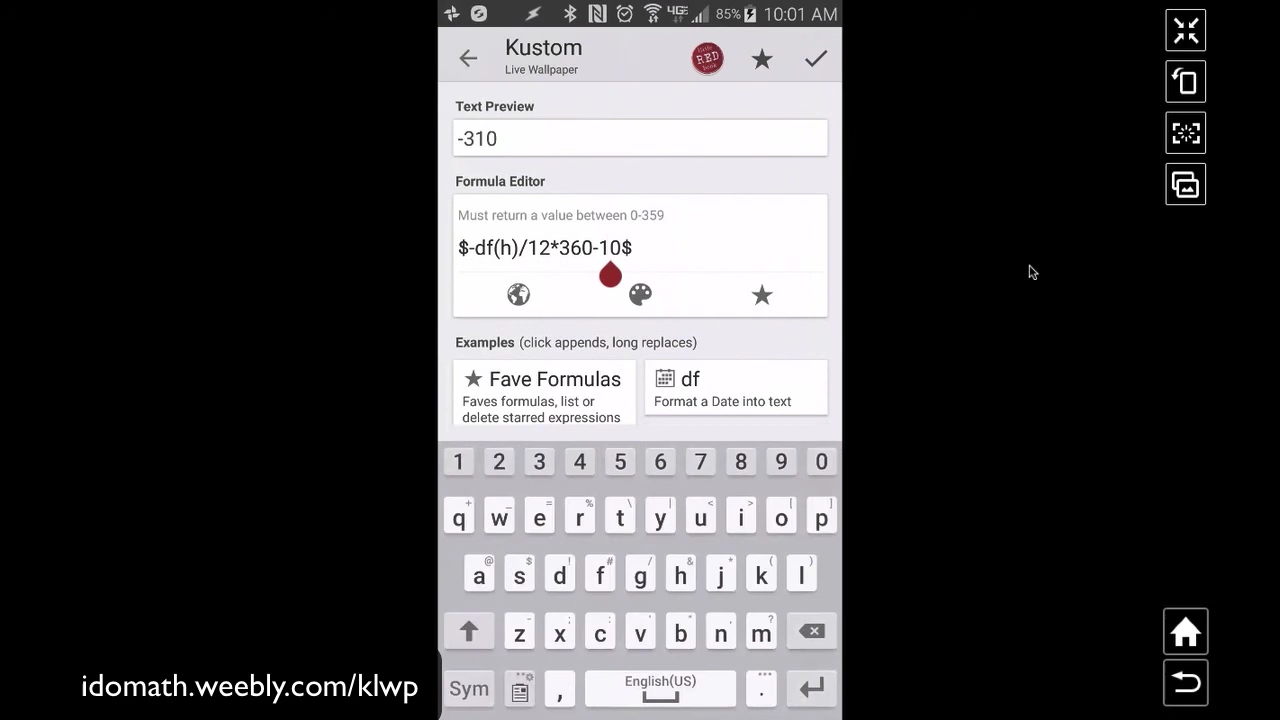 85% 10:01 AM
Kustom
Live Wallpaper
RED
Text Preview
-310
Formula Editor
Must return a value between 0-359
$-df(h)/12*360-10$
Examples (click appends, long replaces)
Fave Formulas
Faves formulas, list or
delete starred expressions
df
Format a Date into text
1 2 3 4 5 6 7 8 9 0
q w e r t y u i o p
a s d f g h j k l
z x c v b n m
Sym , English(US) .
idomath.weebly.com/klwp